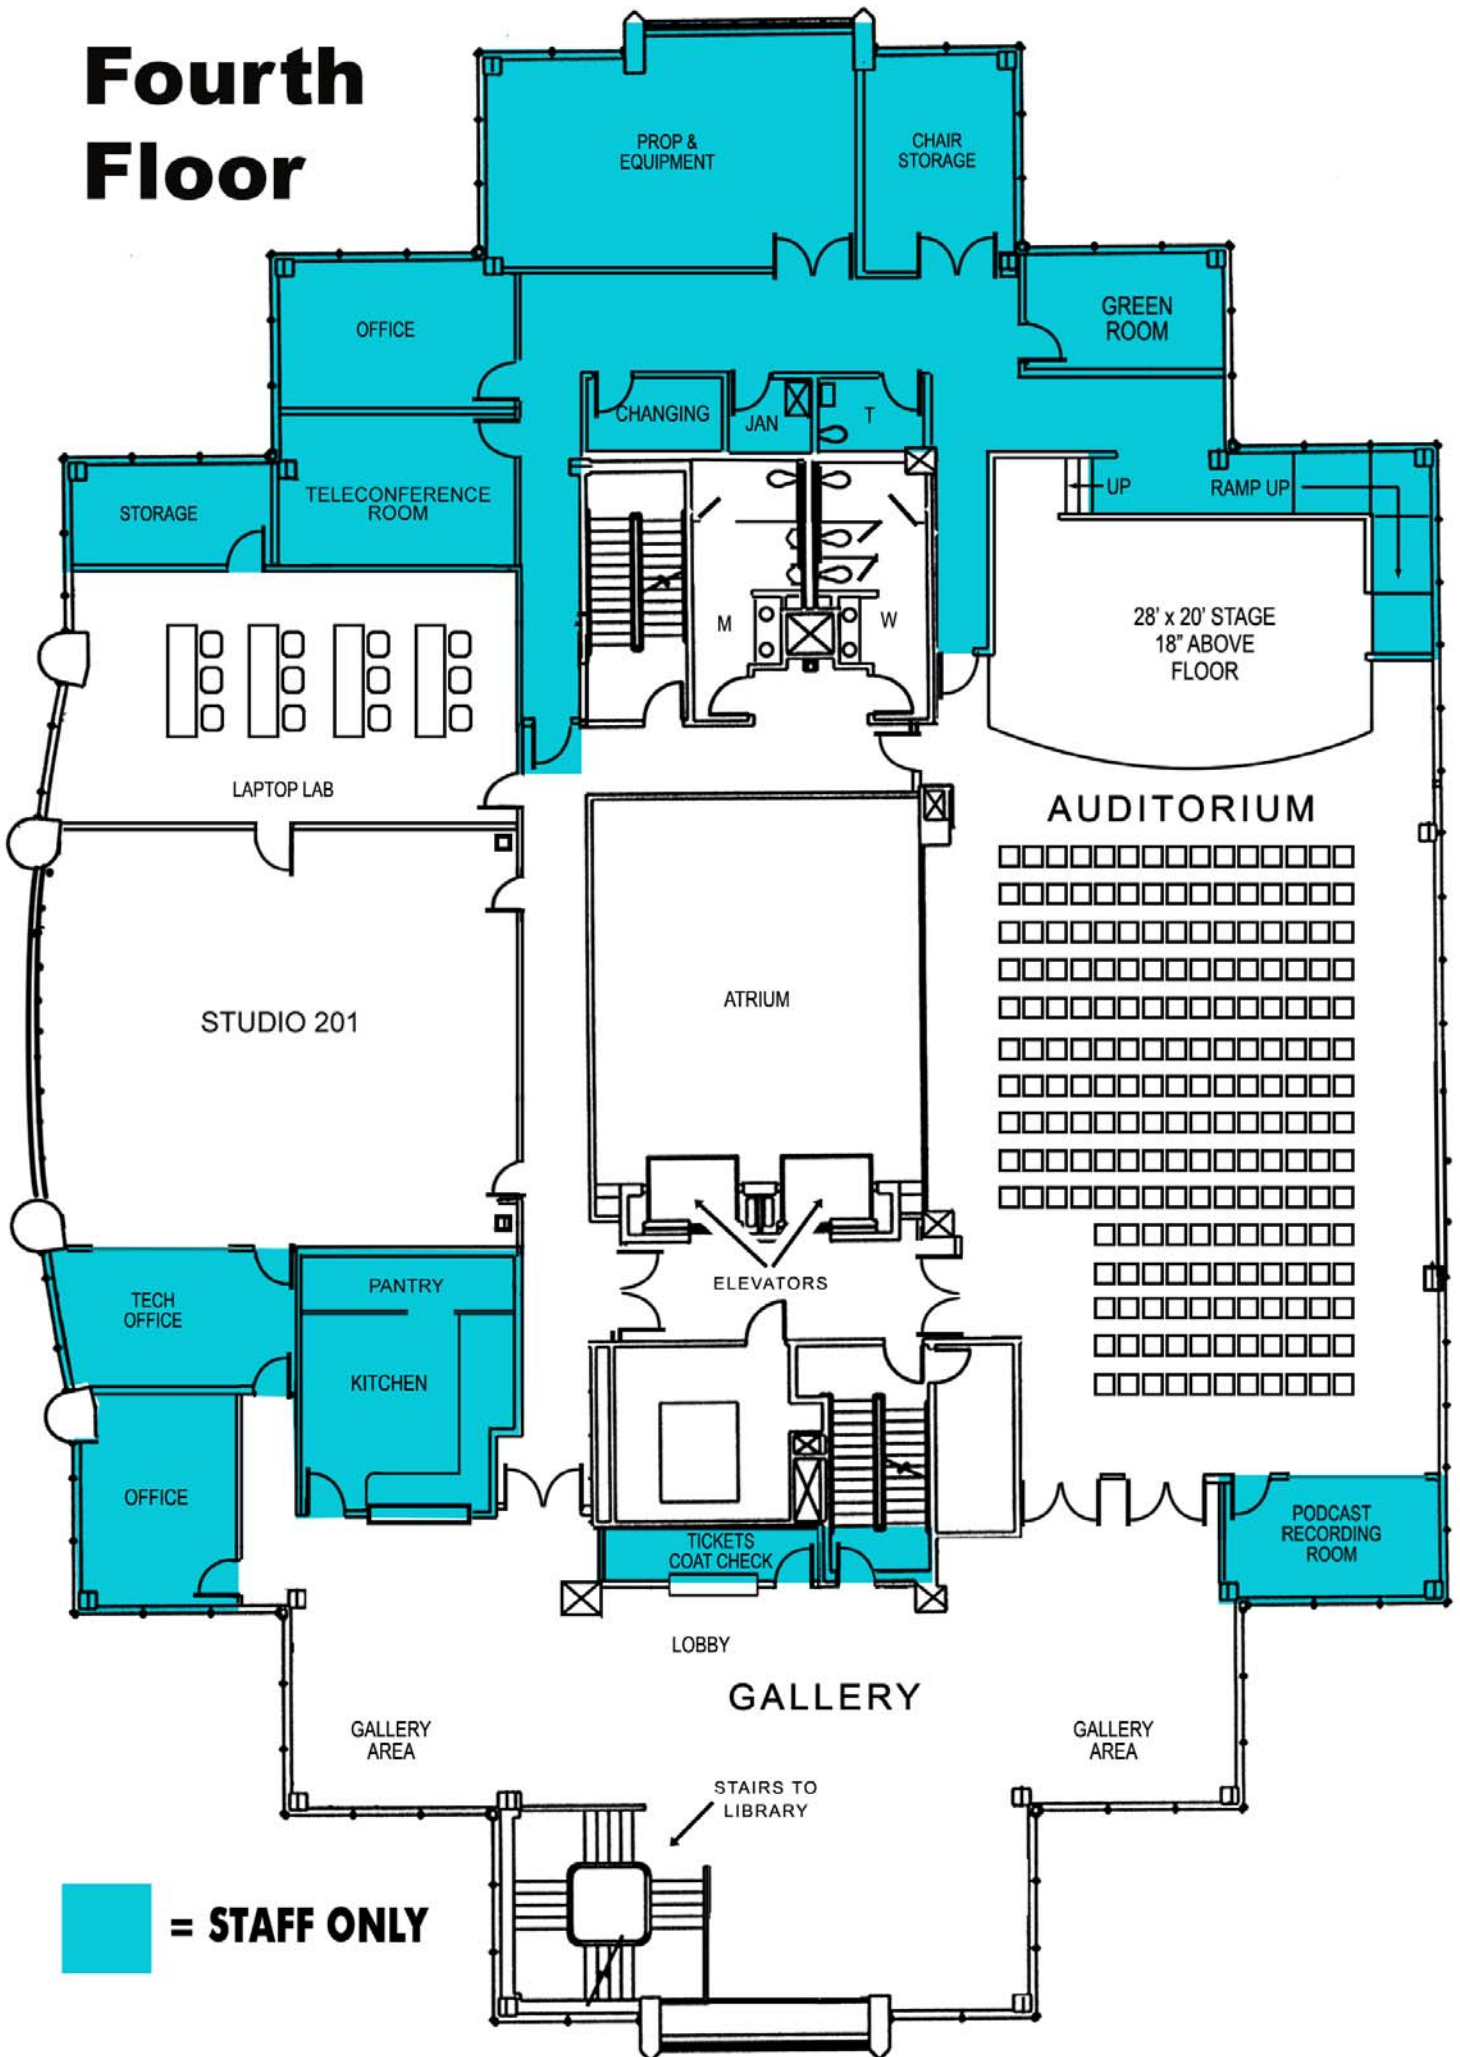 Fourth
Floor
PROP &
EQUIPMENT
CHAIR
STORAGE
OFFICE
GREEN
ROOM
CHANGING
JAN
T
TELECONFERENCE
ROOM
STORAGE
UP
RAMP UP
M
W
28' x 20' STAGE
18" ABOVE
FLOOR
LAPTOP LAB
AUDITORIUM
ATRIUM
STUDIO 201
ELEVATORS
PANTRY
TECH
OFFICE
KITCHEN
OFFICE
PODCAST
RECORDING
ROOM
TICKETS
COAT CHECK
LOBBY
GALLERY
GALLERY
AREA
GALLERY
AREA
STAIRS TO
LIBRARY
= STAFF ONLY